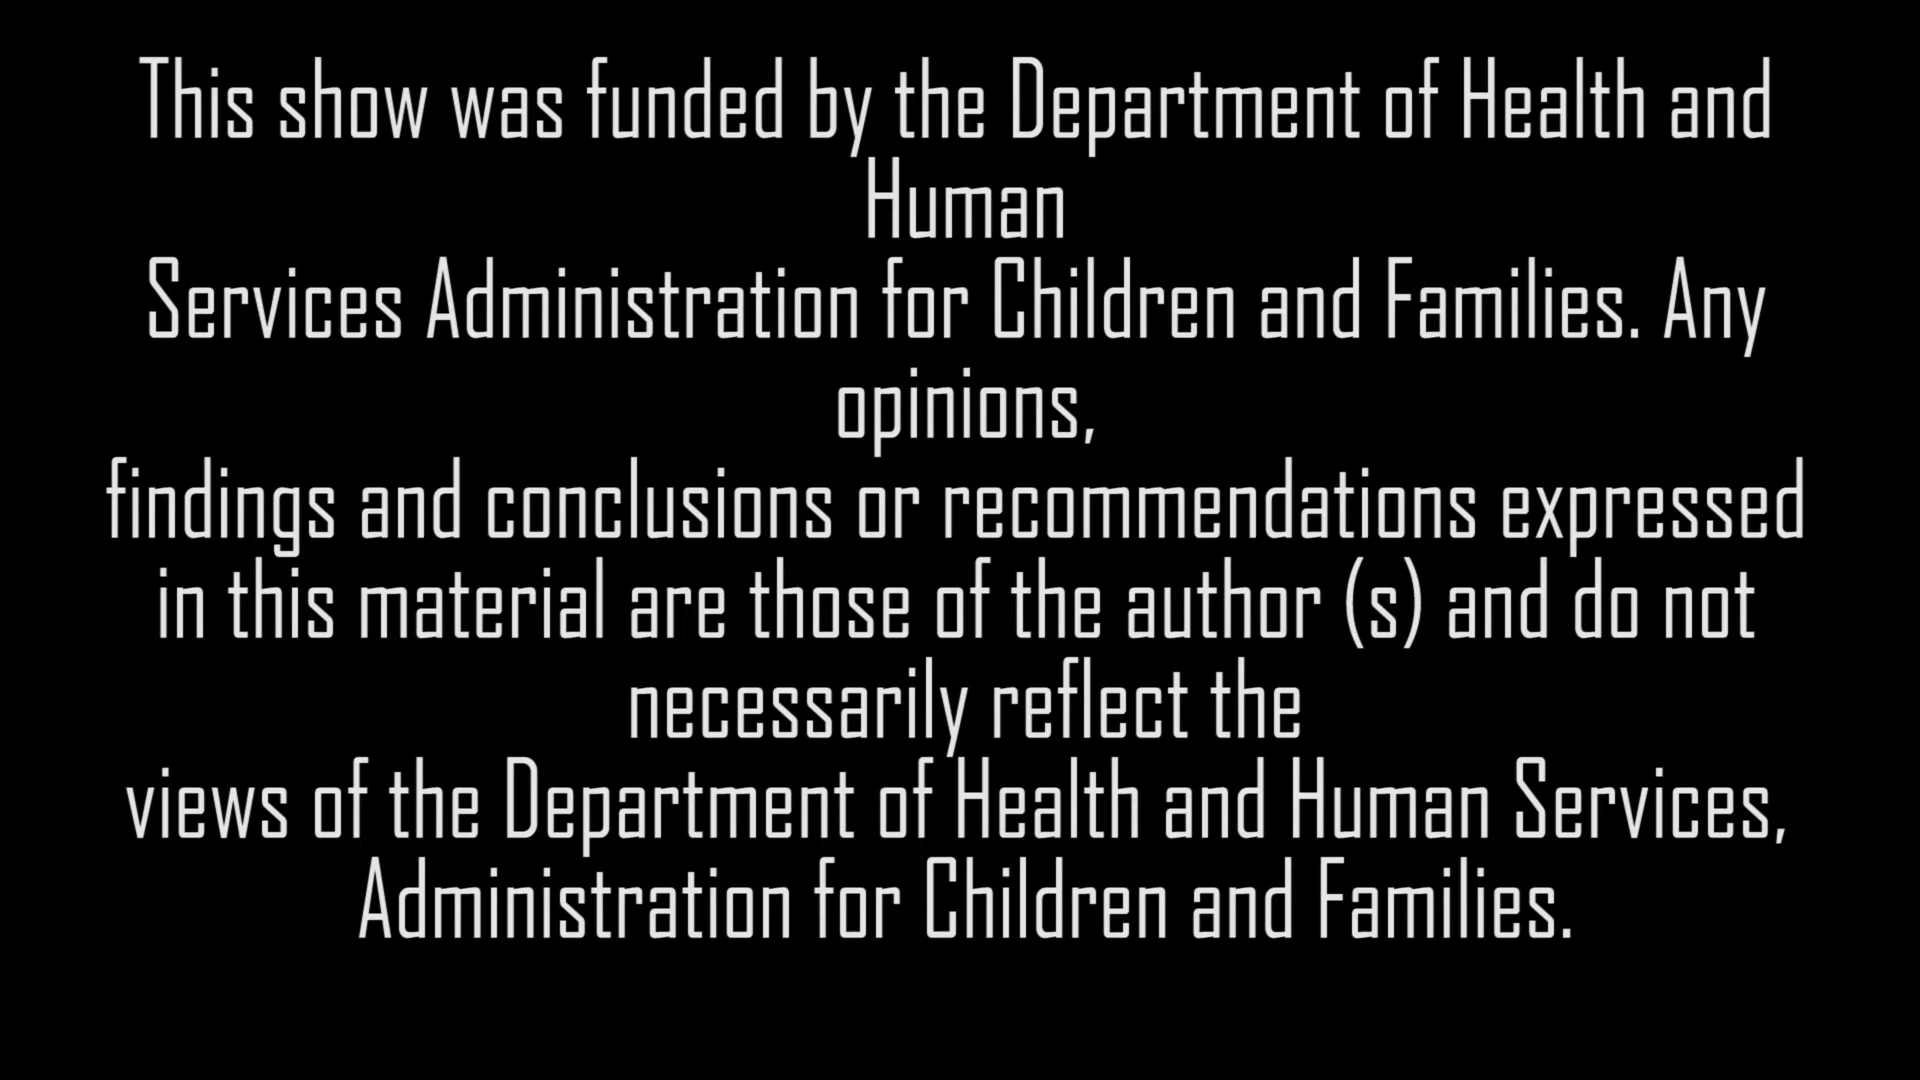 This show was funded by the Department of Health and
Human
Services Administration for Children and Families. Any
opinions,
findings and conclusions or recommendations expressed
in this material are those of the author (s) and do not
necessarily reflect the
views of the Department of Health and Human Services,
Administration for Children and Families.